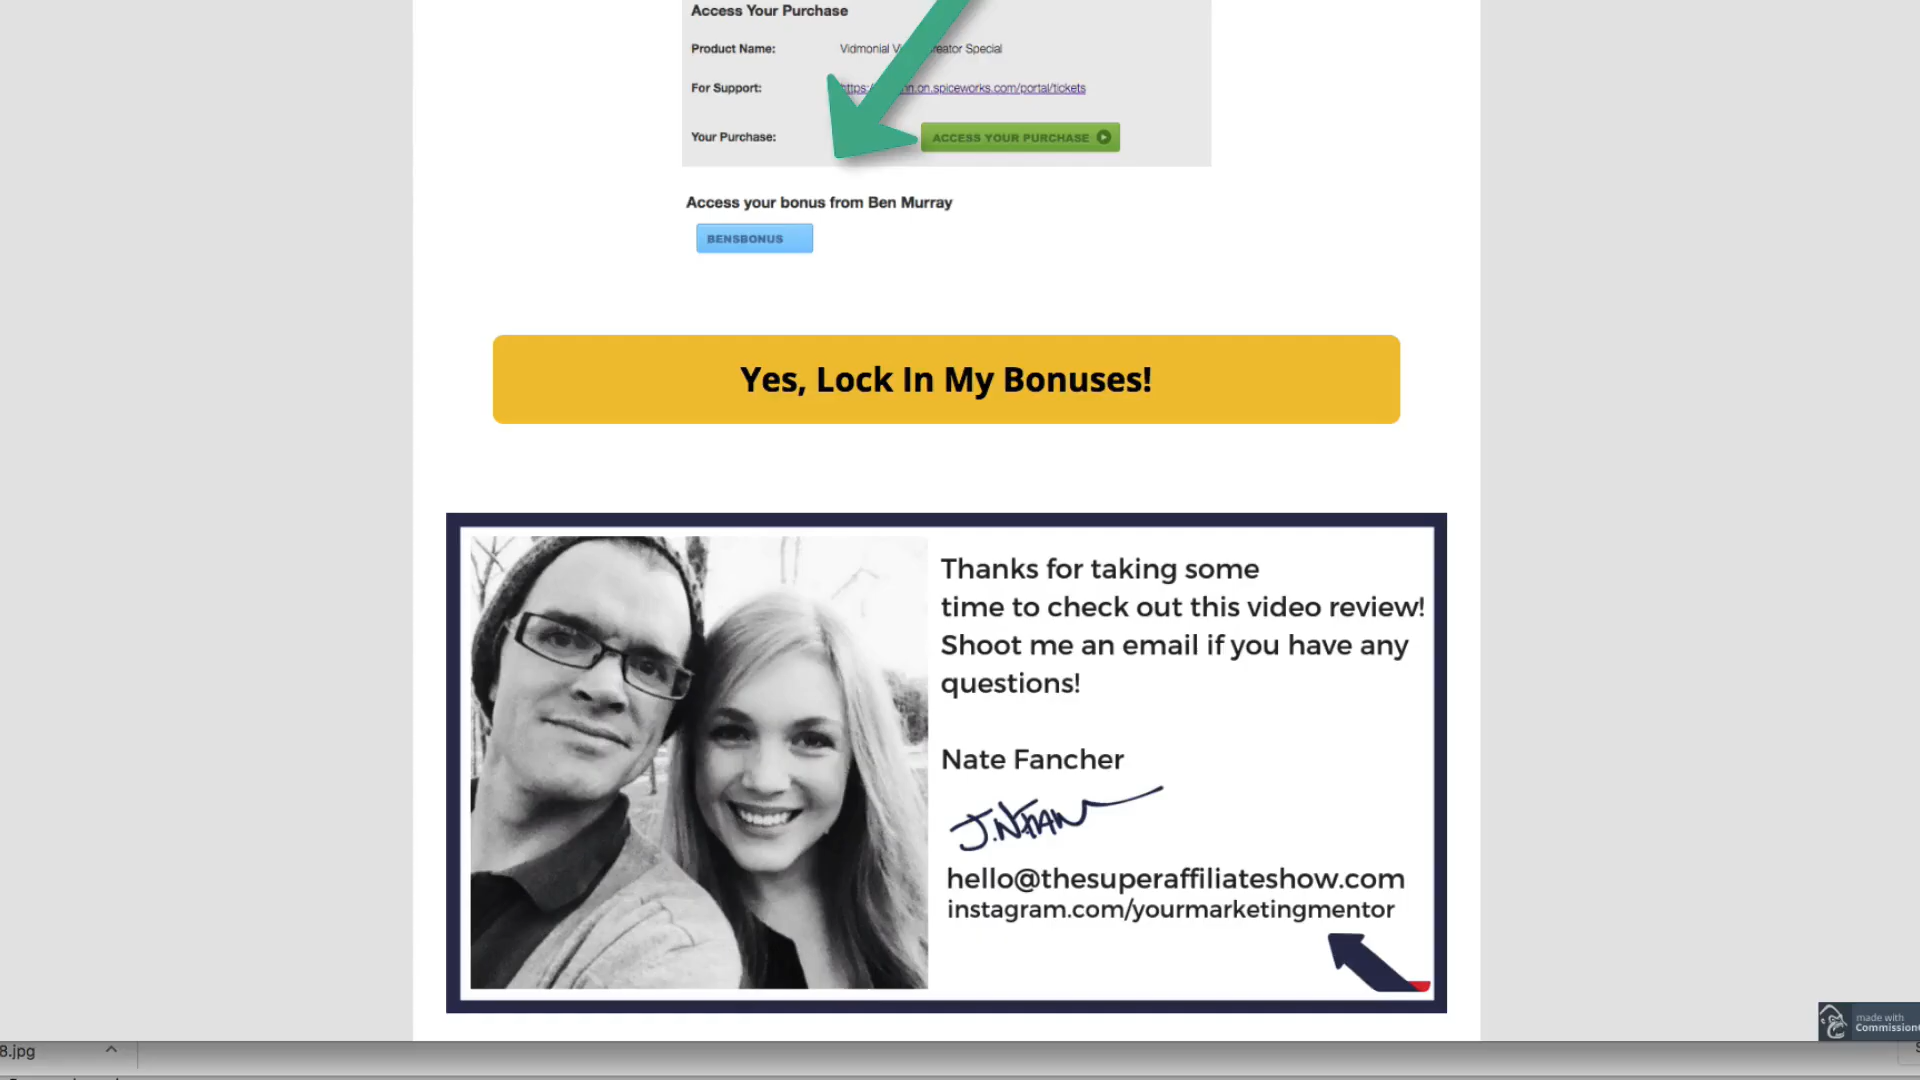 Access Your Purchase
Product Name: Vidmonial Special
For Support: .on.spiceworks.com/portal/tickets
Your Purchase: ACCESS YOUR PURCHASE
Access your bonus from Ben Murray
BENSBONUS
Yes, Lock In My Bonuses!
Thanks for taking some
time to check out this video review!
Shoot me an email if you have any
questions!
Nate Fancher
hello@thesuperaffiliateshow.com
instagram.com/yourmarketingmentor
made with
Commission
8.jpg